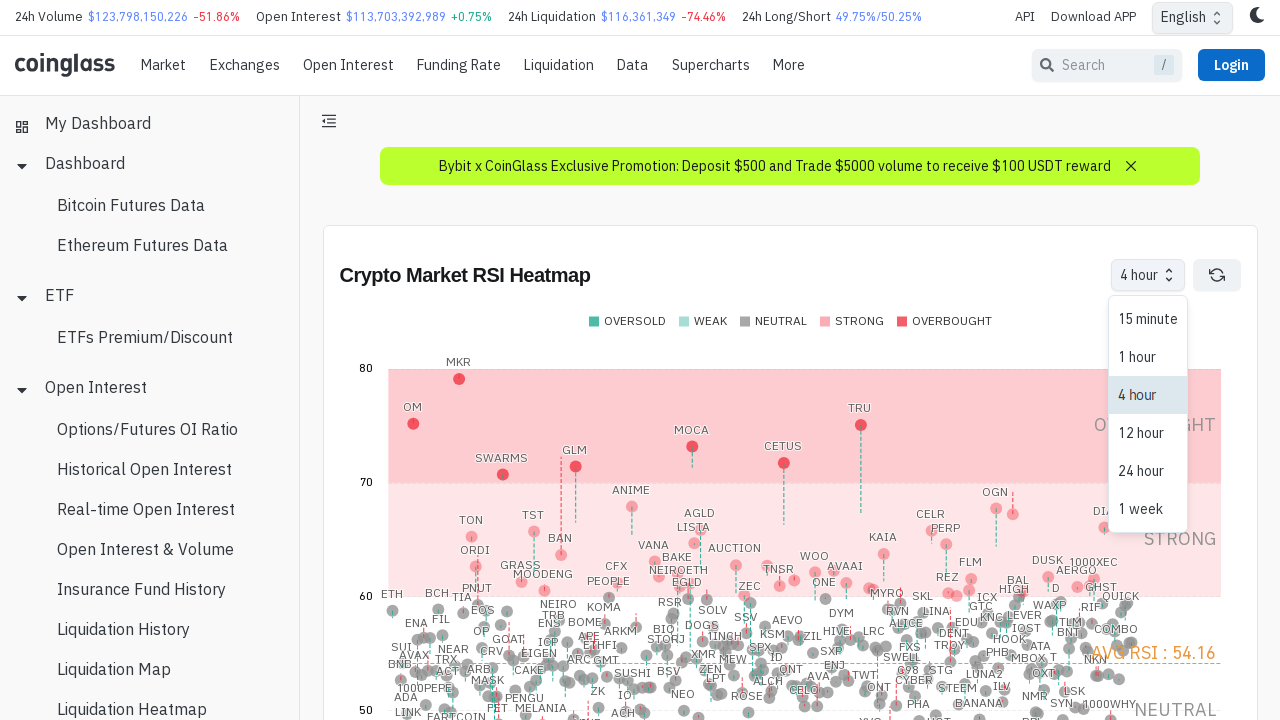 24h Volume $123,798,150,226 -51.86% Open Interest $113,703,392,989 +0.75% 24h Liquidation $116,361,349 -74.46% 24h Long/Short 49.75%/50.25% API Download APP English
coinglass Market Exchanges Open Interest Funding Rate Liquidation Data Supercharts More Search / Login
My Dashboard
Dashboard
Bitcoin Futures Data
Ethereum Futures Data
ETF
ETFs Premium/Discount
Open Interest
Options/Futures OI Ratio
Historical Open Interest
Real-time Open Interest
Open Interest & Volume
Insurance Fund History
Liquidation History
Liquidation Map
Liquidation Heatmap
Bybit x CoinGlass Exclusive Promotion: Deposit $500 and Trade $5000 volume to receive $100 USDT reward
Crypto Market RSI Heatmap 4 hour
15 minute
1 hour
4 hour
12 hour
24 hour
1 week
OVERSOLD WEAK NEUTRAL STRONG OVERBOUGHT
80
MKR
OM
TRU
MOCA
CETUS
GLM
SWARMS
70
ANIME
OGN
AGLD
TON
TST
CELR
LISTA
PERP
BAN
KAIA
VANA
ORDI
AUCTION
BAKE
WOO
DUSK
1000XEC
STRONG
GRASS
CFX
TNSR
AVAAI
FLM
NEIROETH
AERGO
MOODENG
REZ
PEOPLE
EGLD
ONE
BAL
PNUT
ZEC
HIGH
GHST
60
ETH
BCH
TIA
MYRO
SKL
ICX
NEIRO
KOMA
RSR
SOLV
LINA
GTC
WAXP
RIF
QUICK
EOS
TRB
DYM
RVN
KNC
LEVER
FIL
ENS
BOME
SSV
AEVO
ALICE
EDU
TLM
ENA
OP
GOAT
APE
ARKM
BIO
DOGS
KSM
ZIL
HIVE
LRC
DENT
IOST
BNT
COMBO
ICP
ETHFI
STORJ
1INCH
HOOK
SUI
NEAR
CRV
EIGEN
XMR
SPX
SXP
FXS
TRDY
ATA
AVG RSI : 54.16
AVAX
TRX
ARC
GMT
MEW
ID
SWELL
PHB
MBOX
NKN
BNB
ACT
ARB
CAKE
SUSHI
BSV
ZEN
ONT
ENJ
TWT
C98
STG
LUNA2
OXT
MASK
LPT
ALCH
AVA
CYBER
1000PEPE
ZK
IO
NEO
ROSE
CELO
STEEM
ILV
LSK
ADA
PENGU
PHA
BANANA
NMR
SYN
1000WHY
LINK
FARTCOIN
PET
MELANIA
ACH
50
NEUTRAL